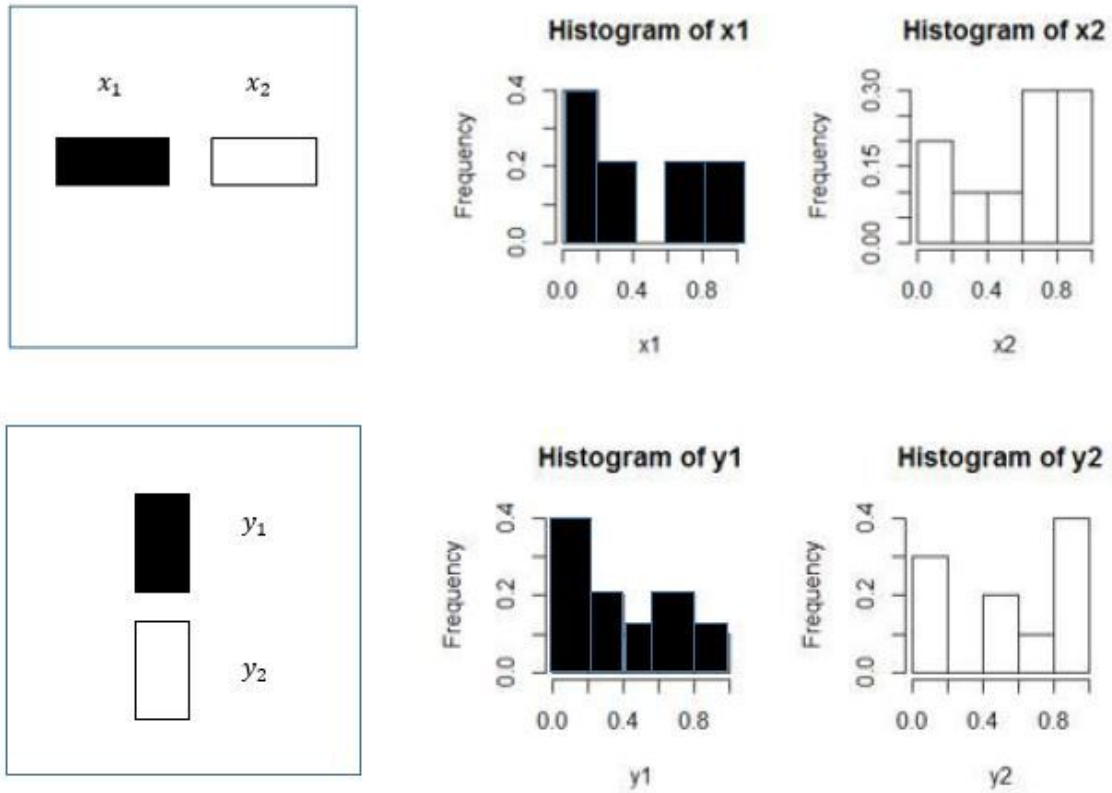 x₁ x₂
Histogram of x1
Frequency
0.0 0.2 0.4
0.0 0.4 0.8
x1
Histogram of x2
Frequency
0.00 0.15 0.30
0.0 0.4 0.8
x2
y₁
y₂
Histogram of y1
Frequency
0.0 0.2 0.4
0.0 0.4 0.8
y1
Histogram of y2
Frequency
0.0 0.2 0.4
0.0 0.4 0.8
y2